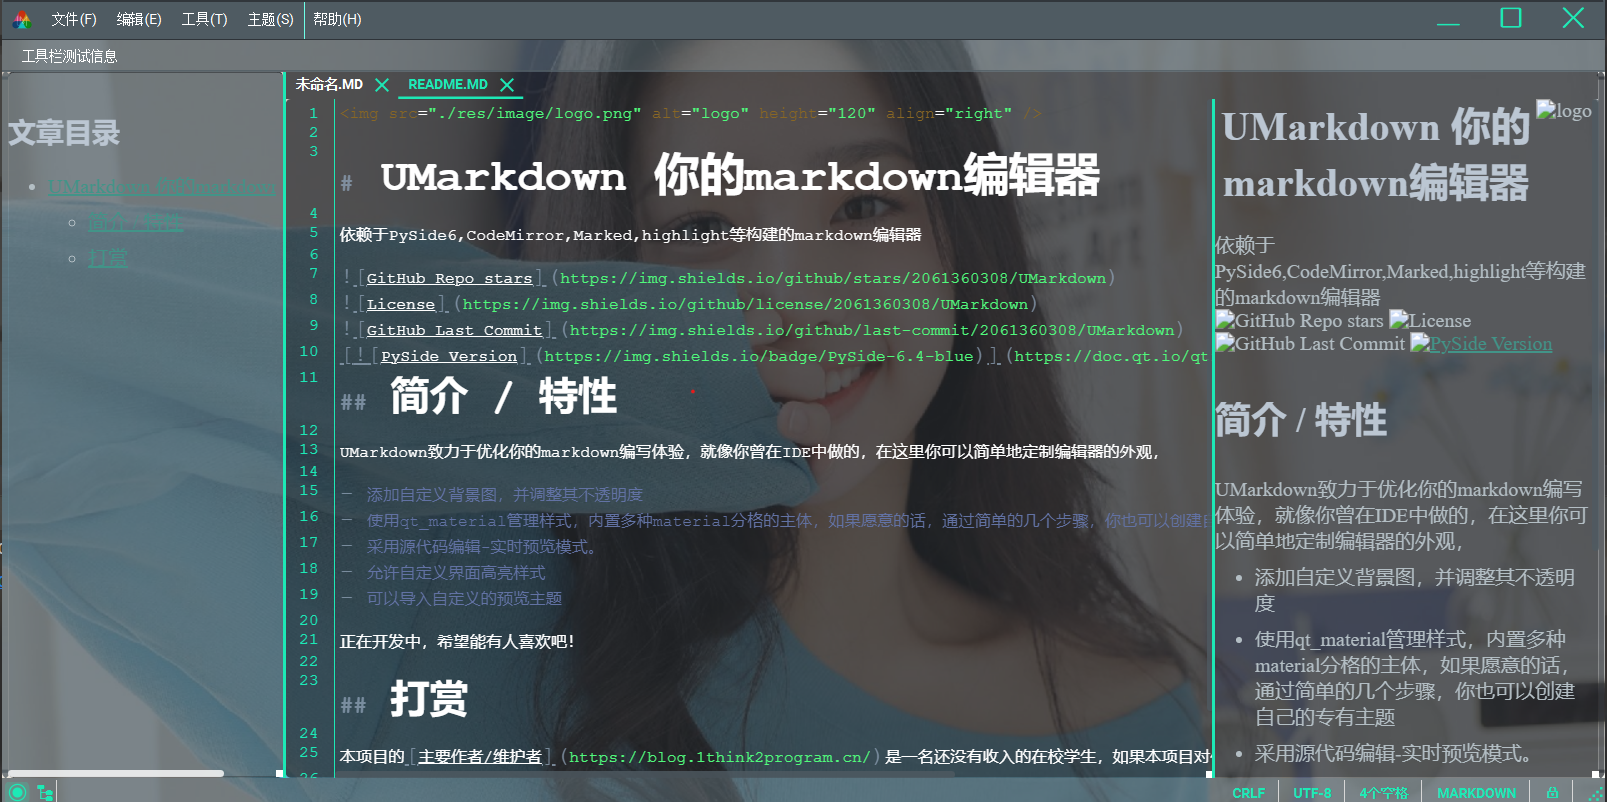 文件(F) 编辑(E) 工具(T) 主题(S) 帮助(H)
工具栏测试信息
文章目录
UMarkdown 你的markdown
简介 / 特性
打赏
未命名.MD README.MD
1 <img src="./res/image/logo.png" alt="logo" height="120" align="right" />
2
3 # UMarkdown 你的markdown编辑器
4
5 依赖于PySide6,CodeMirror,Marked,highlight等构建的markdown编辑器
6
7 ![GitHub Repo stars](https://img.shields.io/github/stars/2061360308/UMarkdown)
8 ![License](https://img.shields.io/github/license/2061360308/UMarkdown)
9 ![GitHub Last Commit](https://img.shields.io/github/last-commit/2061360308/UMarkdown)
10 [![PySide Version](https://img.shields.io/badge/PySide-6.4-blue)](https://doc.qt.io/qt
11 ## 简介 / 特性
12
13 UMarkdown致力于优化你的markdown编写体验，就像你曾在IDE中做的，在这里你可以简单地定制编辑器的外观，
14
15 - 添加自定义背景图，并调整其不透明度
16 - 使用qt_material管理样式，内置多种material分格的主体，如果愿意的话，通过简单的几个步骤，你也可以创建
17 - 采用源代码编辑-实时预览模式。
18 - 允许自定义界面高亮样式
19 - 可以导入自定义的预览主题
20
21 正在开发中，希望能有人喜欢吧！
22
23 ## 打赏
24
25 本项目的[主要作者/维护者](https://blog.1think2program.cn/)是一名还没有收入的在校学生，如果本项目对
26
logo
UMarkdown 你的
markdown编辑器
依赖于
PySide6,CodeMirror,Marked,highlight等构建
的markdown编辑器
GitHub Repo stars License
GitHub Last Commit PySide Version
简介 / 特性
UMarkdown致力于优化你的markdown编写
体验，就像你曾在IDE中做的，在这里你可
以简单地定制编辑器的外观，
添加自定义背景图，并调整其不透明
度
使用qt_material管理样式，内置多种
material分格的主体，如果愿意的话，
通过简单的几个步骤，你也可以创建
自己的专有主题
采用源代码编辑-实时预览模式。
CRLF UTF-8 4个空格 MARKDOWN